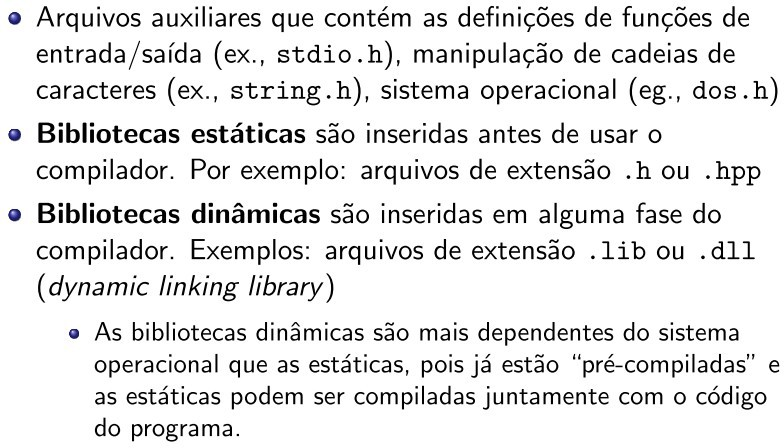 Arquivos auxiliares que contém as definições de funções de
entrada/saída (ex., stdio.h), manipulação de cadeias de
caracteres (ex., string.h), sistema operacional (eg., dos.h)
Bibliotecas estáticas são inseridas antes de usar o
compilador. Por exemplo: arquivos de extensão .h ou .hpp
Bibliotecas dinâmicas são inseridas em alguma fase do
compilador. Exemplos: arquivos de extensão .lib ou .dll
(dynamic linking library)
As bibliotecas dinâmicas são mais dependentes do sistema
operacional que as estáticas, pois já estão “pré-compiladas” e
as estáticas podem ser compiladas juntamente com o código
do programa.